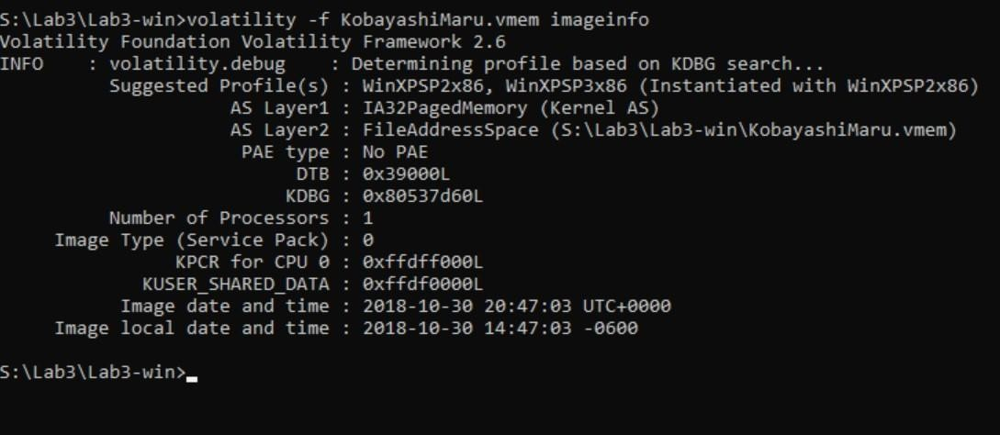 S:\Lab3\Lab3-win>volatility -f KobayashiMaru.vmem imageinfo
Volatility Foundation Volatility Framework 2.6
INFO    : volatility.debug    : Determining profile based on KDBG search...
          Suggested Profile(s) : WinXPSP2x86, WinXPSP3x86 (Instantiated with WinXPSP2x86)
                     AS Layer1 : IA32PagedMemory (Kernel AS)
                     AS Layer2 : FileAddressSpace (S:\Lab3\Lab3-win\KobayashiMaru.vmem)
                      PAE type : No PAE
                           DTB : 0x39000L
                          KDBG : 0x80537d60L
          Number of Processors : 1
     Image Type (Service Pack) : 0
                KPCR for CPU 0 : 0xffdff000L
             KUSER_SHARED_DATA : 0xffdf0000L
           Image date and time : 2018-10-30 20:47:03 UTC+0000
     Image local date and time : 2018-10-30 14:47:03 -0600
S:\Lab3\Lab3-win>